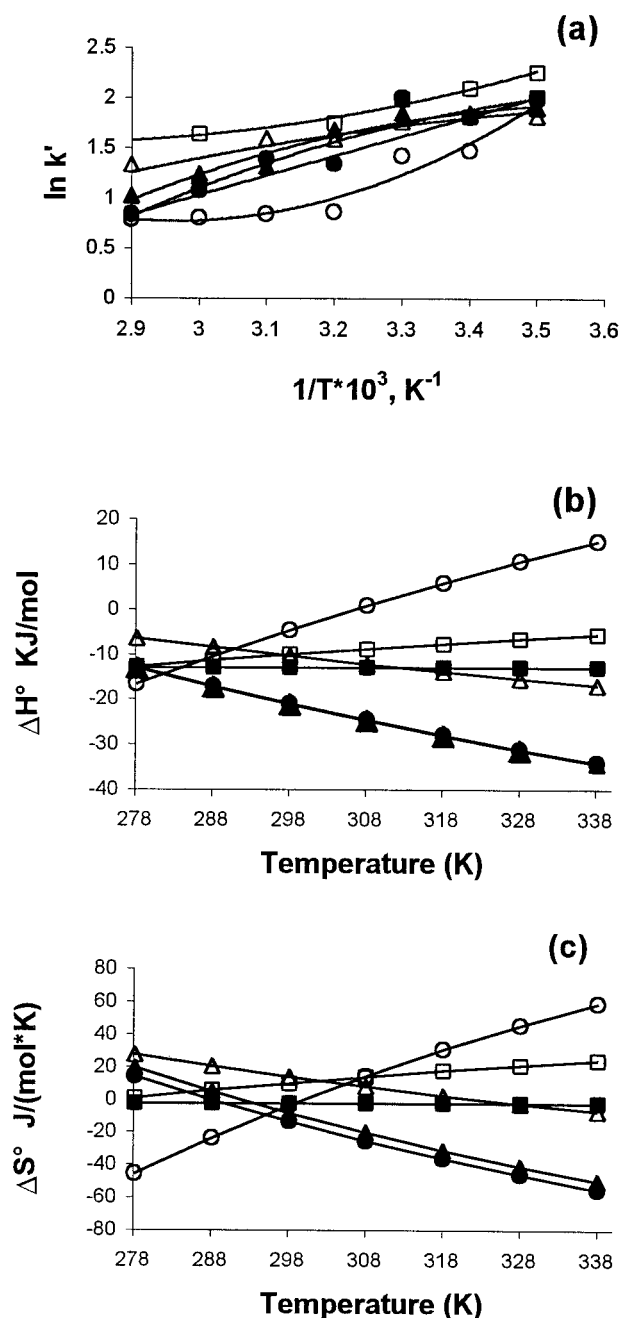 (a)
2.5
2
1.5
1
0.5
0
ln k'
2.9 3 3.1 3.2 3.3 3.4 3.5 3.6
1/T*10³, K⁻¹
(b)
20
10
0
-10
-20
-30
-40
ΔH° KJ/mol
278 288 298 308 318 328 338
Temperature (K)
(c)
80
60
40
20
0
-20
-40
-60
-80
ΔS° J/(mol*K)
278 288 298 308 318 328 338
Temperature (K)